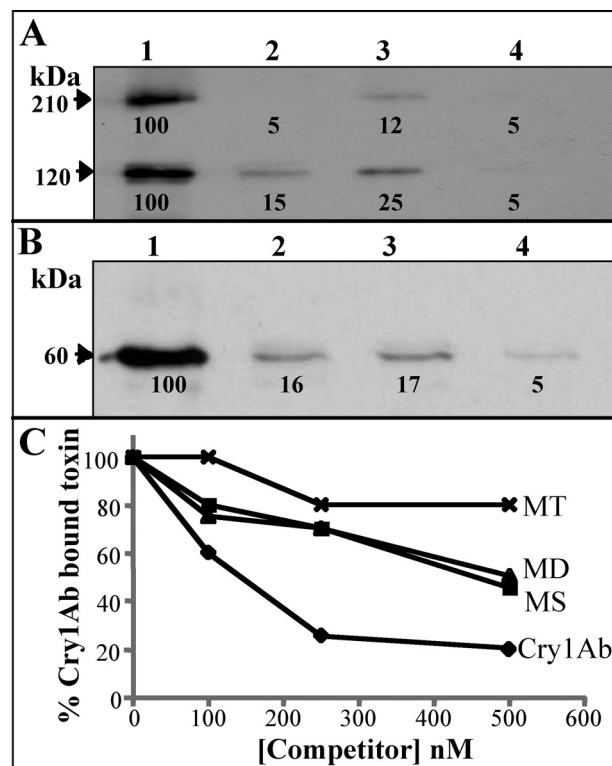 A
1 2 3 4
kDa
210
100 5 12 5
120
100 15 25 5
B
1 2 3 4
kDa
60
100 16 17 5
C
% Cry1Ab bound toxin
100
80
60
40
20
0
MT
MD
MS
Cry1Ab
0 100 200 300 400 500 600
[Competitor] nM